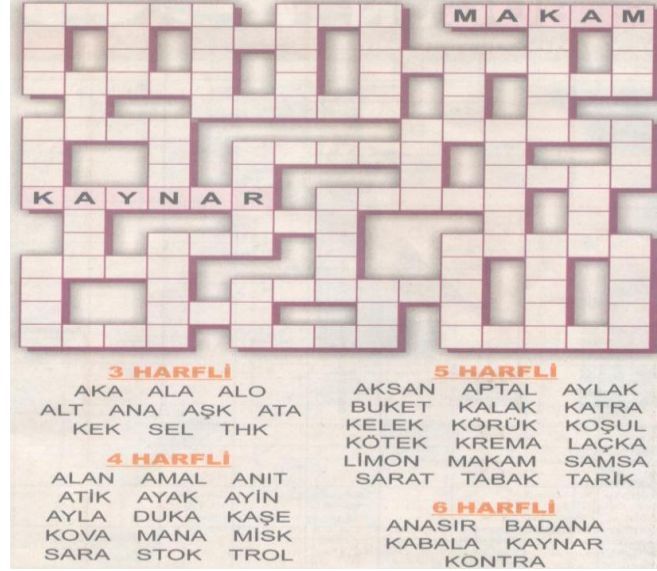 MAKAM
KAYNAR
3 HARFLİ
AKA ALA ALO
ALT ANA AŞK ATA
KEK SEL THK
4 HARFLİ
ALAN AMAL ANIT
ATİK AYAK AYİN
AYLA DUKA KAŞE
KOVA MANA MİSK
SARA STOK TROL
5 HARFLİ
AKSAN APTAL AYLAK
BUKET KALAK KATRA
KELEK KÖRÜK KOŞUL
KÖTEK KREMA LAÇKA
LİMON MAKAM SAMSA
SARAT TABAK TARİK
6 HARFLİ
ANASIR BADANA
KABALA KAYNAR
KONTRA